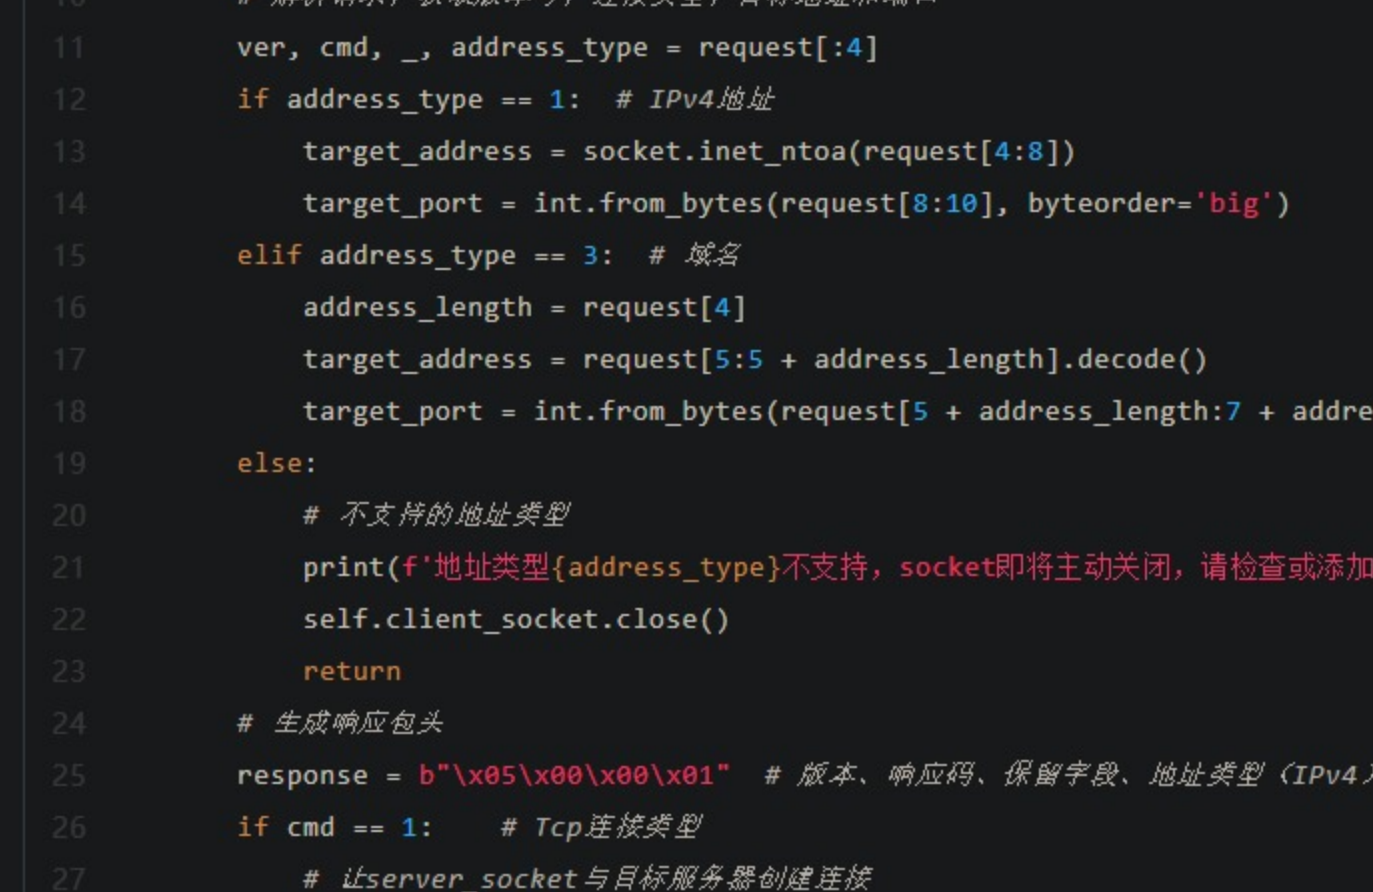 11 ver, cmd, _, address_type = request[:4]
12 if address_type == 1:  # IPv4地址
13 target_address = socket.inet_ntoa(request[4:8])
14 target_port = int.from_bytes(request[8:10], byteorder='big')
15 elif address_type == 3:  # 域名
16 address_length = request[4]
17 target_address = request[5:5 + address_length].decode()
18 target_port = int.from_bytes(request[5 + address_length:7 + addre
19 else:
20 # 不支持的地址类型
21 print(f'地址类型{address_type}不支持，socket即将主动关闭，请检查或添加
22 self.client_socket.close()
23 return
24 # 生成响应包头
25 response = b"\x05\x00\x00\x01"  # 版本、响应码、保留字段、地址类型（IPv4
26 if cmd == 1:    # Tcp连接类型
27 # 让server_socket与目标服务器创建连接